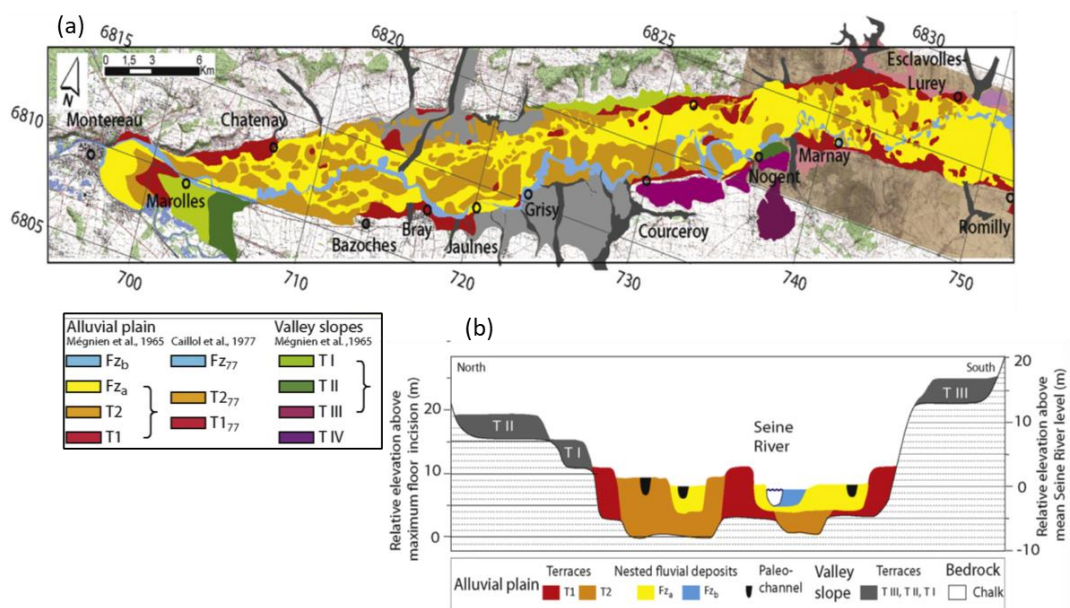 (a)
6815
6820
6825
6830
0 1,5 3 6
Km
N
Esclavolles-
Lurey
6810
Montereau
Chatenay
Marolles
Nogent
Marnay
6805
Bazoches
Bray
Jaulnes
Grisy
Courceroy
Romilly
700
710
720
730
740
750
Alluvial plain
Mégnien et al., 1965
Caillol et al., 1977
Valley slopes
Mégnien et al., 1965
Fzb
Fz77
T I
Fza
T II
T2
T277
T III
T1
T177
T IV
(b)
North
South
Relative elevation above
maximum floor incision (m)
20
10
0
T II
T I
Seine
River
T III
20
10
0
-10
Relative elevation above
mean Seine River level (m)
Alluvial plain
Terraces
T1 T2
Nested fluvial deposits
Fza Fzb
Paleo-
channel
Valley
slope
Terraces
T III, T II, T I
Bedrock
Chalk